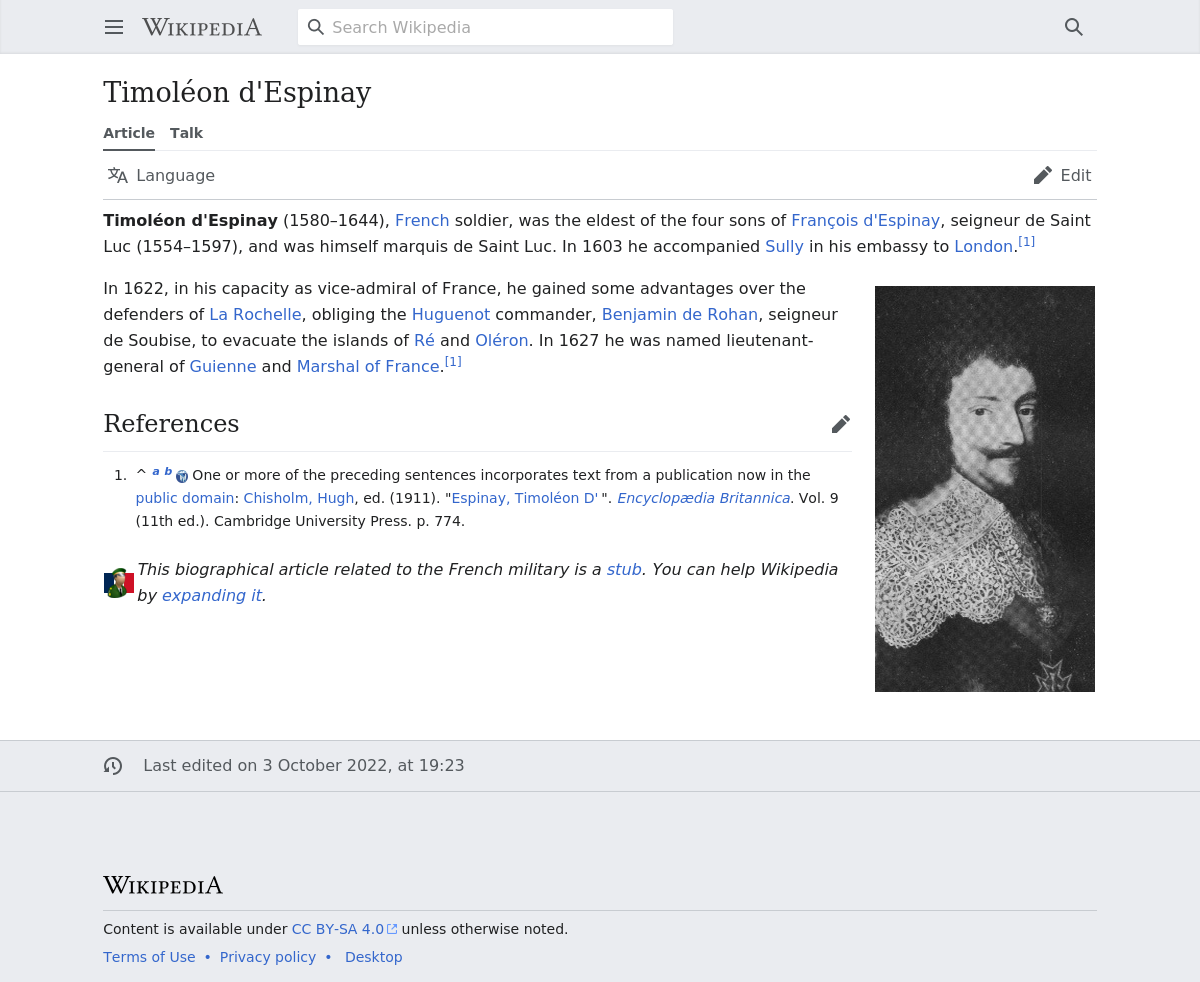 WIKIPEDIA
Search Wikipedia
Timoléon d'Espinay
Article Talk
Language
Edit
Timoléon d'Espinay (1580–1644), French soldier, was the eldest of the four sons of François d'Espinay, seigneur de Saint
Luc (1554–1597), and was himself marquis de Saint Luc. In 1603 he accompanied Sully in his embassy to London.[1]
In 1622, in his capacity as vice-admiral of France, he gained some advantages over the
defenders of La Rochelle, obliging the Huguenot commander, Benjamin de Rohan, seigneur
de Soubise, to evacuate the islands of Ré and Oléron. In 1627 he was named lieutenant-
general of Guienne and Marshal of France.[1]
References
1. ^ a b One or more of the preceding sentences incorporates text from a publication now in the
public domain: Chisholm, Hugh, ed. (1911). "Espinay, Timoléon D' ". Encyclopædia Britannica. Vol. 9
(11th ed.). Cambridge University Press. p. 774.
This biographical article related to the French military is a stub. You can help Wikipedia
by expanding it.
Last edited on 3 October 2022, at 19:23
WIKIPEDIA
Content is available under CC BY-SA 4.0 unless otherwise noted.
Terms of Use • Privacy policy • Desktop